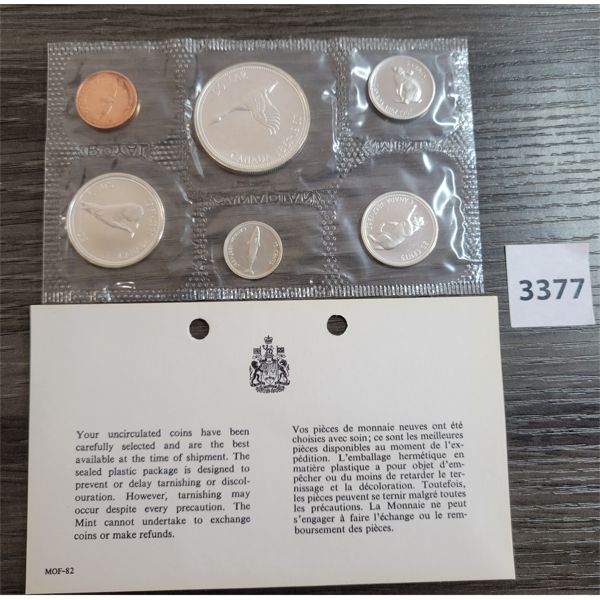 DOLLAR
CANADA
CANADIAN
3377
Your uncirculated coins have been
carefully selected and are the best
available at the time of shipment. The
sealed plastic package is designed to
prevent or delay tarnishing or discol-
ouration. However, tarnishing may
occur despite every precaution. The
Mint cannot undertake to exchange
coins or make refunds.
Vos pièces de monnaie neuves ont été
choisies avec soin; ce sont les meilleures
pièces disponibles au moment de l'ex-
pédition. L'emballage hermétique en
matière plastique a pour objet d'em-
pêcher ou du moins de retarder le ter-
nissage et la décoloration. Toutefois,
les pièces peuvent se ternir malgré toutes
les précautions. La Monnaie ne peut
s'engager à faire l'échange ou le rem-
boursement des pièces.
MOF-82